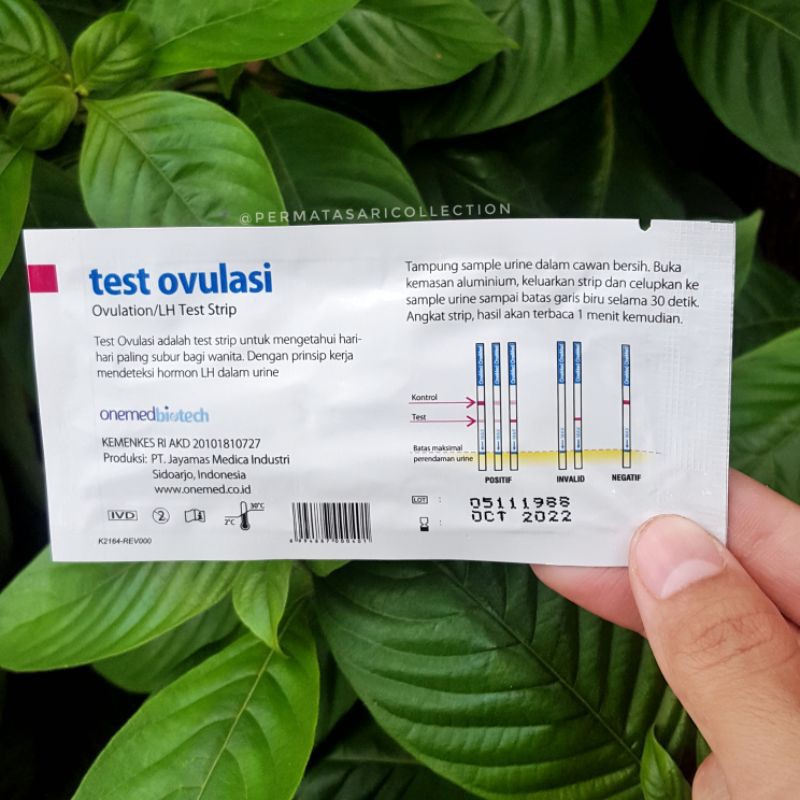 @PERMATASARICOLLECTION
test ovulasi
Ovulation/LH Test Strip
Test Ovulasi adalah test strip untuk mengetahui hari-
hari paling subur bagi wanita. Dengan prinsip kerja
mendeteksi hormon LH dalam urine
onemedbiotech
KEMENKES RI AKD 20101810727
Produksi: PT. Jayamas Medica Industri
Sidoarjo, Indonesia
www.onemed.co.id
IVD
2
2°C
30°C
K2164-REV000
Tampung sample urine dalam cawan bersih. Buka
kemasan aluminium, keluarkan strip dan celupkan ke
sample urine sampai batas garis biru selama 30 detik.
Angkat strip, hasil akan terbaca 1 menit kemudian.
Kontrol
Test
Batas maksimal
perendaman urine
POSITIF
INVALID
NEGATIF
LOT : 05111988
: OCT 2022